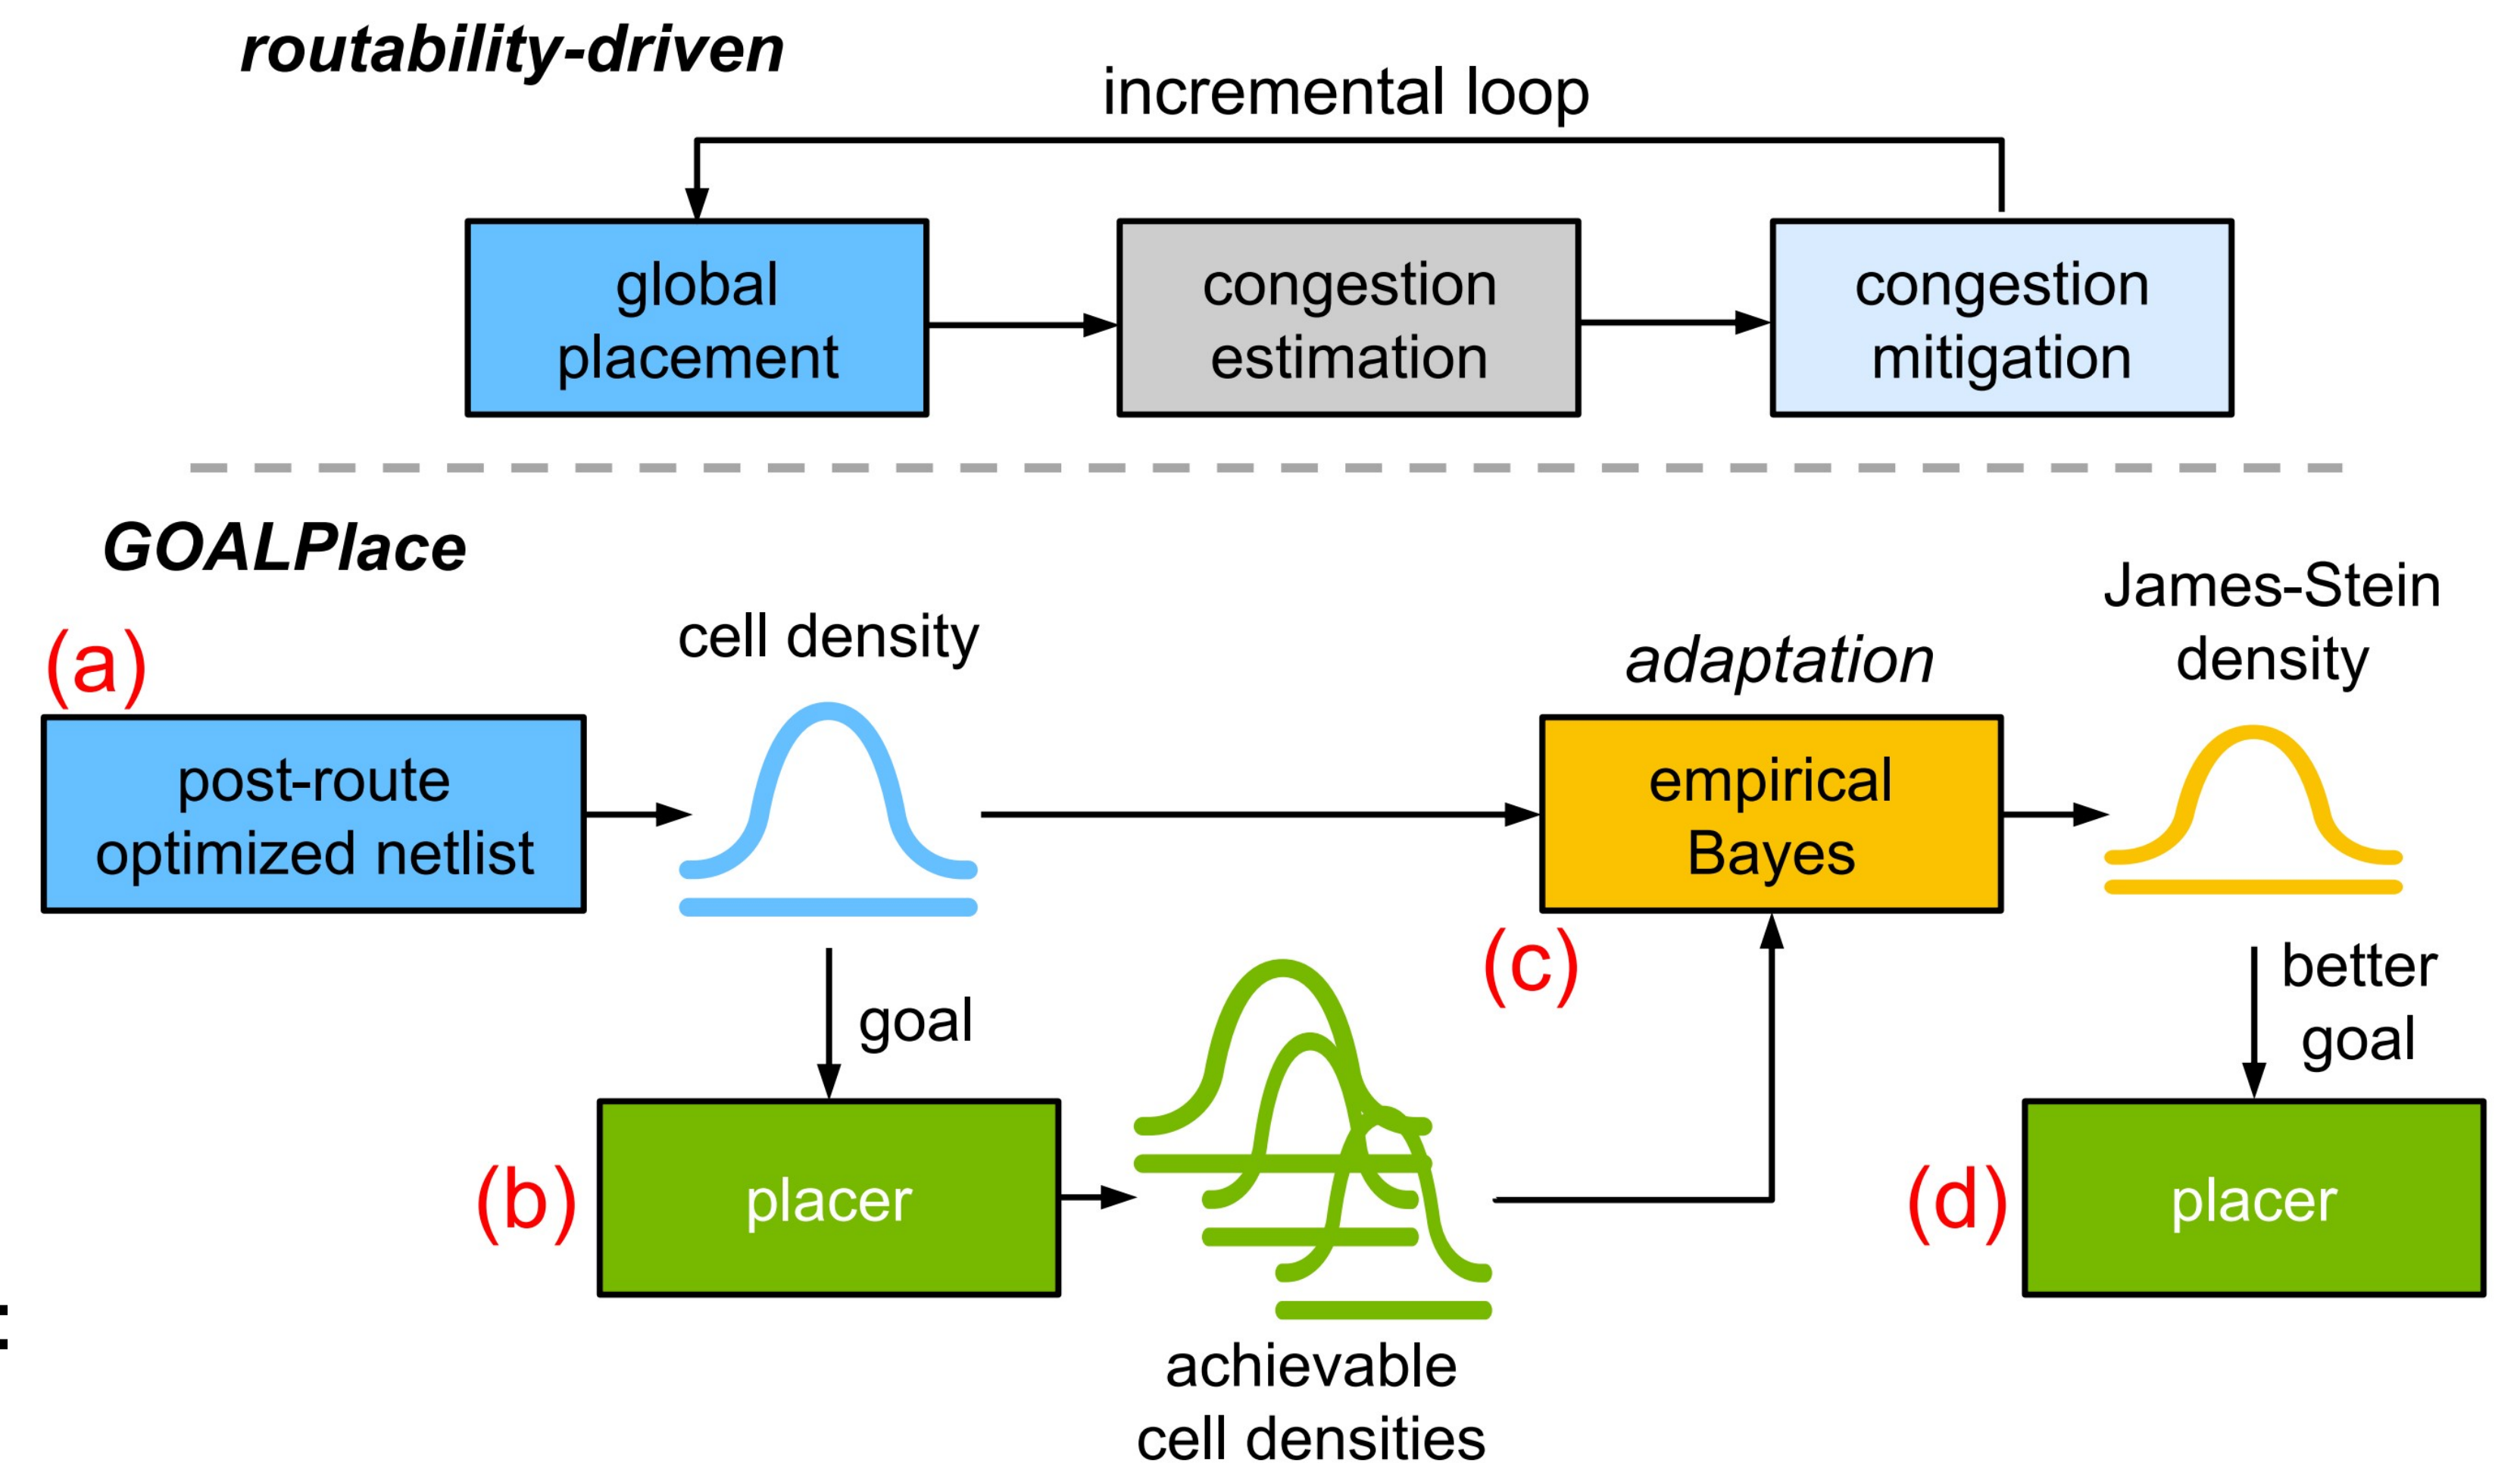 routability-driven
incremental loop
global
placement
congestion
estimation
congestion
mitigation
GOALPlace
(a)
post-route
optimized netlist
cell density
adaptation
empirical
Bayes
(c)
James-Stein
density
goal
better
goal
(b)
placer
achievable
cell densities
(d)
placer
: